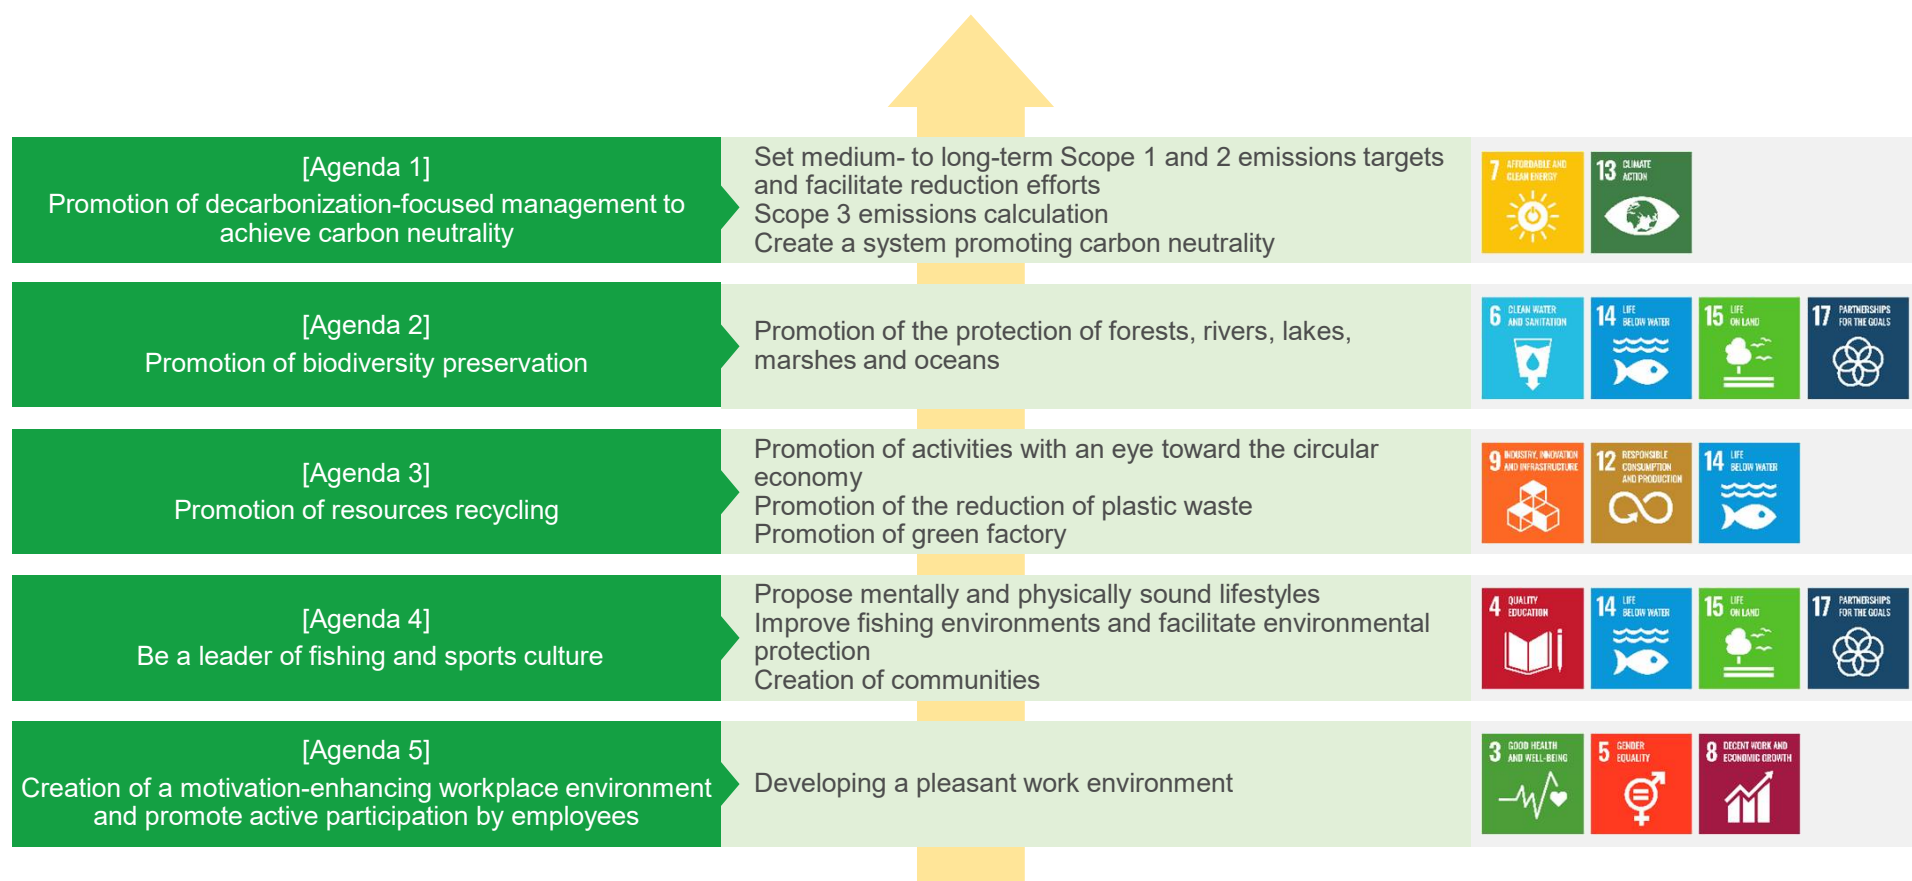 [Agenda 1]
Promotion of decarbonization-focused management to
achieve carbon neutrality
Set medium- to long-term Scope 1 and 2 emissions targets
and facilitate reduction efforts
Scope 3 emissions calculation
Create a system promoting carbon neutrality
7 AFFORDABLE AND
CLEAN ENERGY
13 CLIMATE
ACTION
[Agenda 2]
Promotion of biodiversity preservation
Promotion of the protection of forests, rivers, lakes,
marshes and oceans
6 CLEAN WATER
AND SANITATION
14 LIFE
BELOW WATER
15 LIFE
ON LAND
17 PARTNERSHIPS
FOR THE GOALS
[Agenda 3]
Promotion of resources recycling
Promotion of activities with an eye toward the circular
economy
Promotion of the reduction of plastic waste
Promotion of green factory
9 INDUSTRY, INNOVATION
AND INFRASTRUCTURE
12 RESPONSIBLE
CONSUMPTION
AND PRODUCTION
14 LIFE
BELOW WATER
[Agenda 4]
Be a leader of fishing and sports culture
Propose mentally and physically sound lifestyles
Improve fishing environments and facilitate environmental
protection
Creation of communities
4 QUALITY
EDUCATION
14 LIFE
BELOW WATER
15 LIFE
ON LAND
17 PARTNERSHIPS
FOR THE GOALS
[Agenda 5]
Creation of a motivation-enhancing workplace environment
and promote active participation by employees
Developing a pleasant work environment
3 GOOD HEALTH
AND WELL-BEING
5 GENDER
EQUALITY
8 DECENT WORK AND
ECONOMIC GROWTH